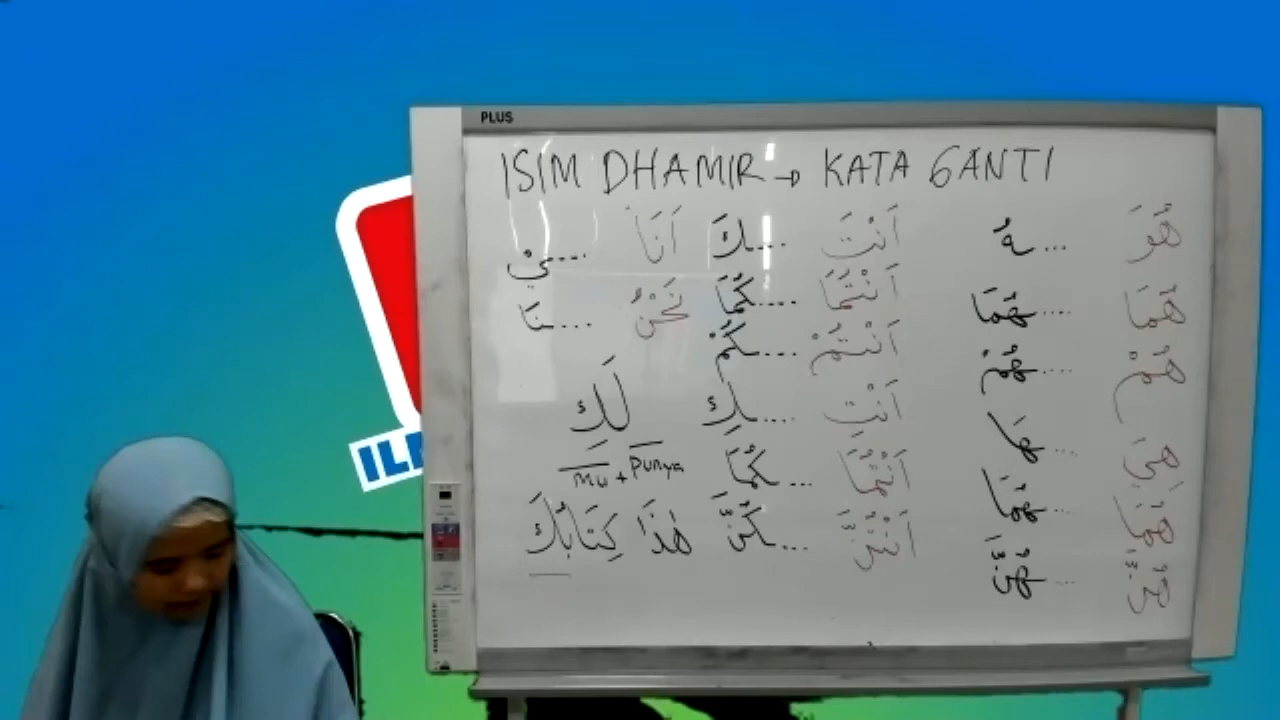 PLUS
ISIM DHAMIR → KATA GANTI
هُوَ ...هُ اَنْتَ ....كَ اَنَا ....يْ
هُمَا ....هُمَا اَنْتُمَا ....كُمَا نَحْنُ ....نَا
هُمْ ....هُمْ اَنْتُمْ ....كُمْ
هِيَ ...هَا اَنْتِ ....كِ لَكِ
هُمَا ...هُمَا اَنْتُمَا ...كُمَا mu + Punya
هُنَّ ...هُنَّ اَنْتُنَّ ...كُنَّ هٰذَا كِتَابُكَ